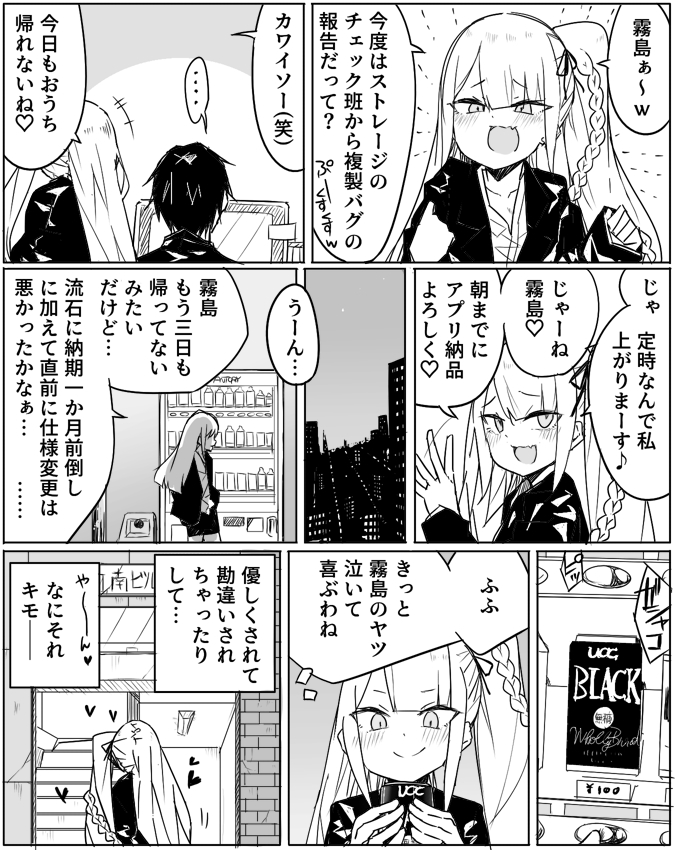 霧島ぁ～w
今度はストレージの
チェック班から複製バグの
報告だって？
ぷーくすくすw
カワイソー(笑)
・・・・
今日もおうち
帰れないね♡
じゃ　定時なんで私
上がりまーす♪
じゃーね
霧島♡
朝までに
アプリ納品
よろしく♡
うーん…
霧島
もう三日も
帰ってない
みたい
だけど…
流石に納期一か月前倒し
に加えて直前に仕様変更は
悪かったかなぁ…
……
ガシャコ
UCC
BLACK
無糖
¥100
ふふ
きっと
霧島のヤツ
泣いて
喜ぶわね
UCC
優しくされて
勘違いされ
ちゃったり
して…
や～～ん♥
なにそれ
キモ――
南ビル